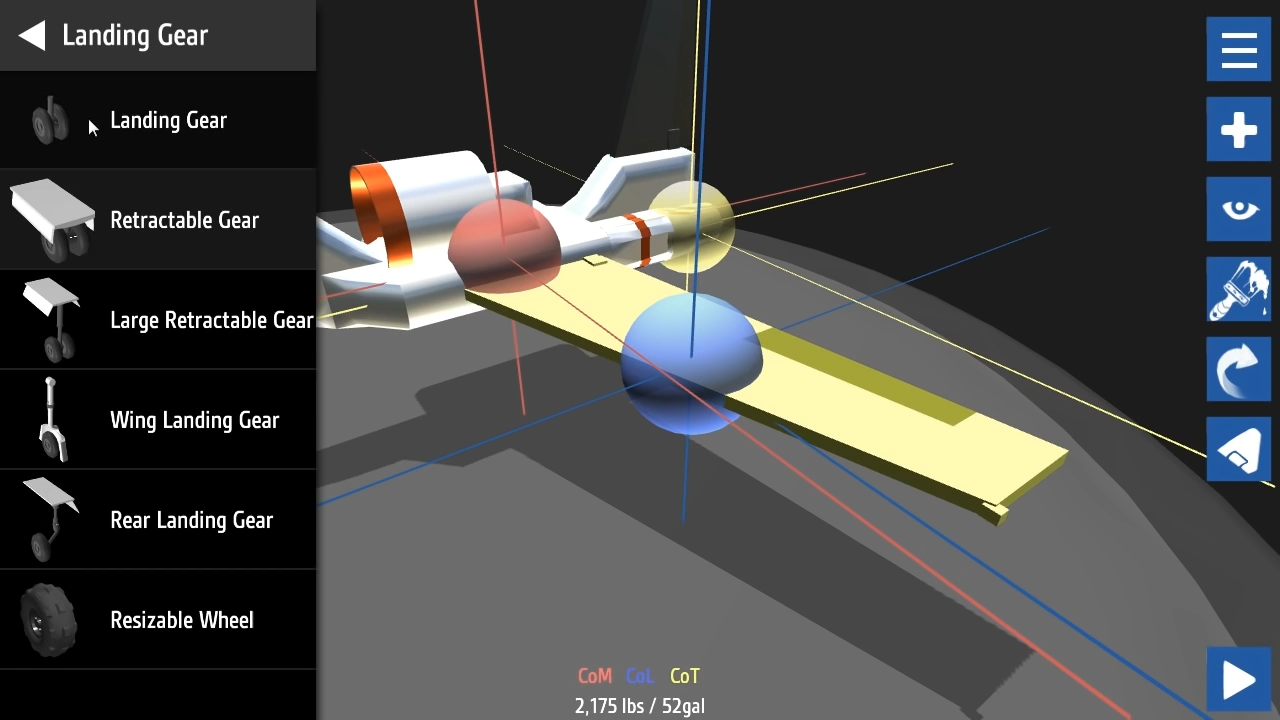 Landing Gear
Landing Gear
Retractable Gear
Large Retractable Gear
Wing Landing Gear
Rear Landing Gear
Resizable Wheel
CoM CoL CoT
2,175 lbs / 52gal